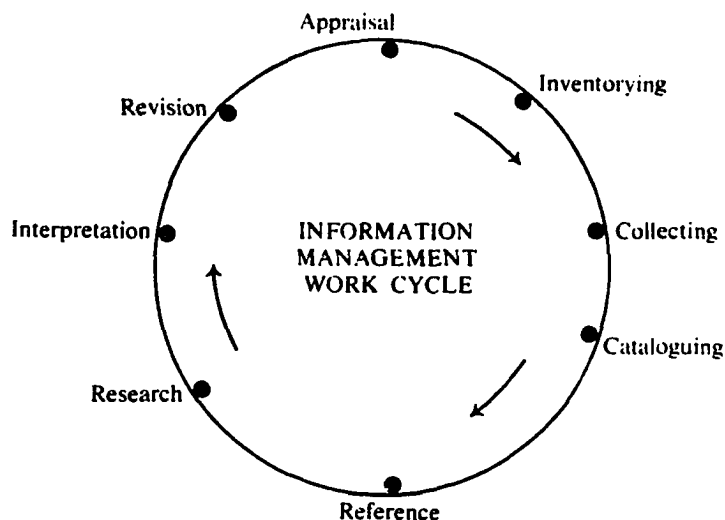 Appraisal
Inventorying
Revision
Interpretation
INFORMATION
MANAGEMENT
WORK CYCLE
Collecting
Cataloguing
Research
Reference